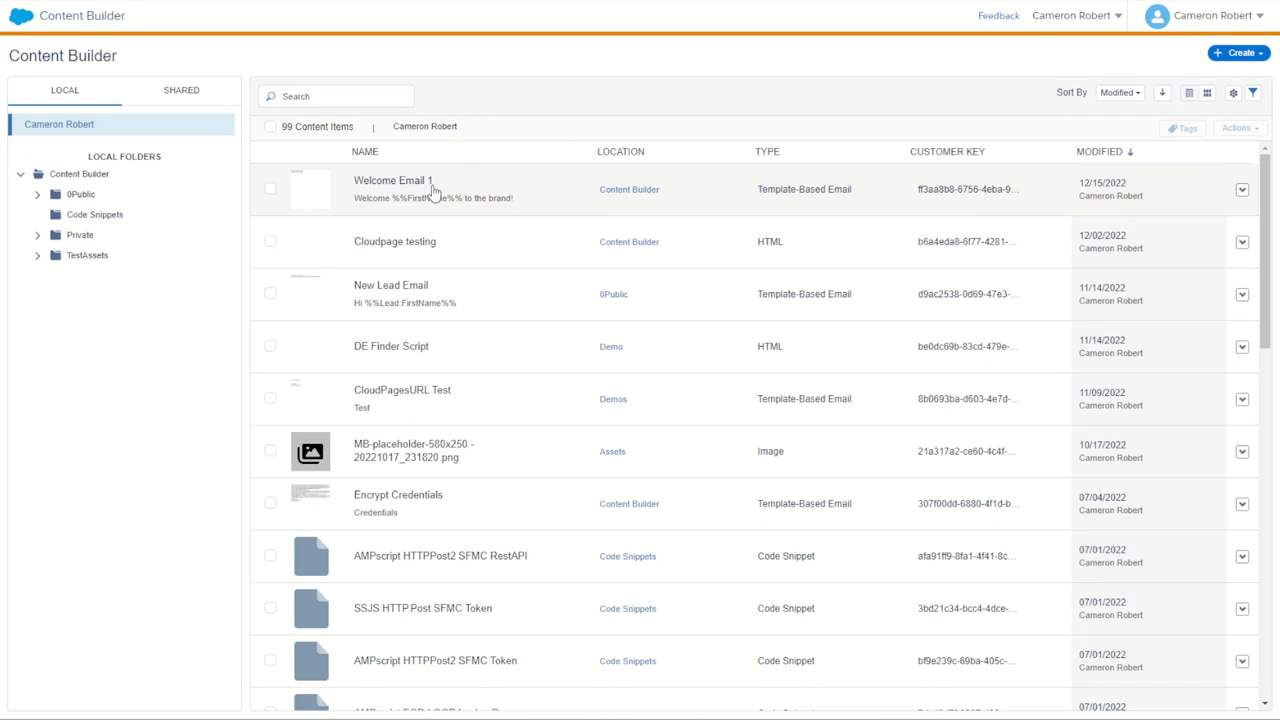 Content Builder
Feedback
Cameron Robert
Cameron Robert
Content Builder
Create
LOCAL
SHARED
Cameron Robert
LOCAL FOLDERS
Content Builder
0Public
Code Snippets
Private
TestAssets
Search
Sort By
Modified
99 Content Items | Cameron Robert
Tags
Actions
NAME
LOCATION
TYPE
CUSTOMER KEY
MODIFIED
Welcome Email 1
Welcome %%FirstName%% to the brand!
Content Builder
Template-Based Email
ff3aa8b8-6756-4eba-9...
12/15/2022
Cameron Robert
Cloudpage testing
Content Builder
HTML
b6a4eda8-6f77-4281-...
12/02/2022
Cameron Robert
New Lead Email
Hi %%Lead:FirstName%%
0Public
Template-Based Email
d9ac2538-0d69-47e3-...
11/14/2022
Cameron Robert
DE Finder Script
Demo
HTML
be0dc69b-83cd-479e-...
11/14/2022
Cameron Robert
CloudPagesURL Test
Test
Demos
Template-Based Email
8b0693ba-d603-4e7d-...
11/09/2022
Cameron Robert
MB-placeholder-580x250 -
20221017_231820.png
Assets
Image
21a317a2-ce60-4c4f-...
10/17/2022
Cameron Robert
Encrypt Credentials
Credentials
Content Builder
Template-Based Email
307f00dd-6880-4f1d-b...
07/04/2022
Cameron Robert
AMPscript HTTPPost2 SFMC RestAPI
Code Snippets
Code Snippet
afa91ff9-8fa1-4f41-8c...
07/01/2022
Cameron Robert
SSJS HTTP.Post SFMC Token
Code Snippets
Code Snippet
3bd21c34-bcc4-4dce-...
07/01/2022
Cameron Robert
AMPscript HTTPPost2 SFMC Token
Code Snippets
Code Snippet
bf9e239c-69ba-405c-...
07/01/2022
Cameron Robert
07/01/2022